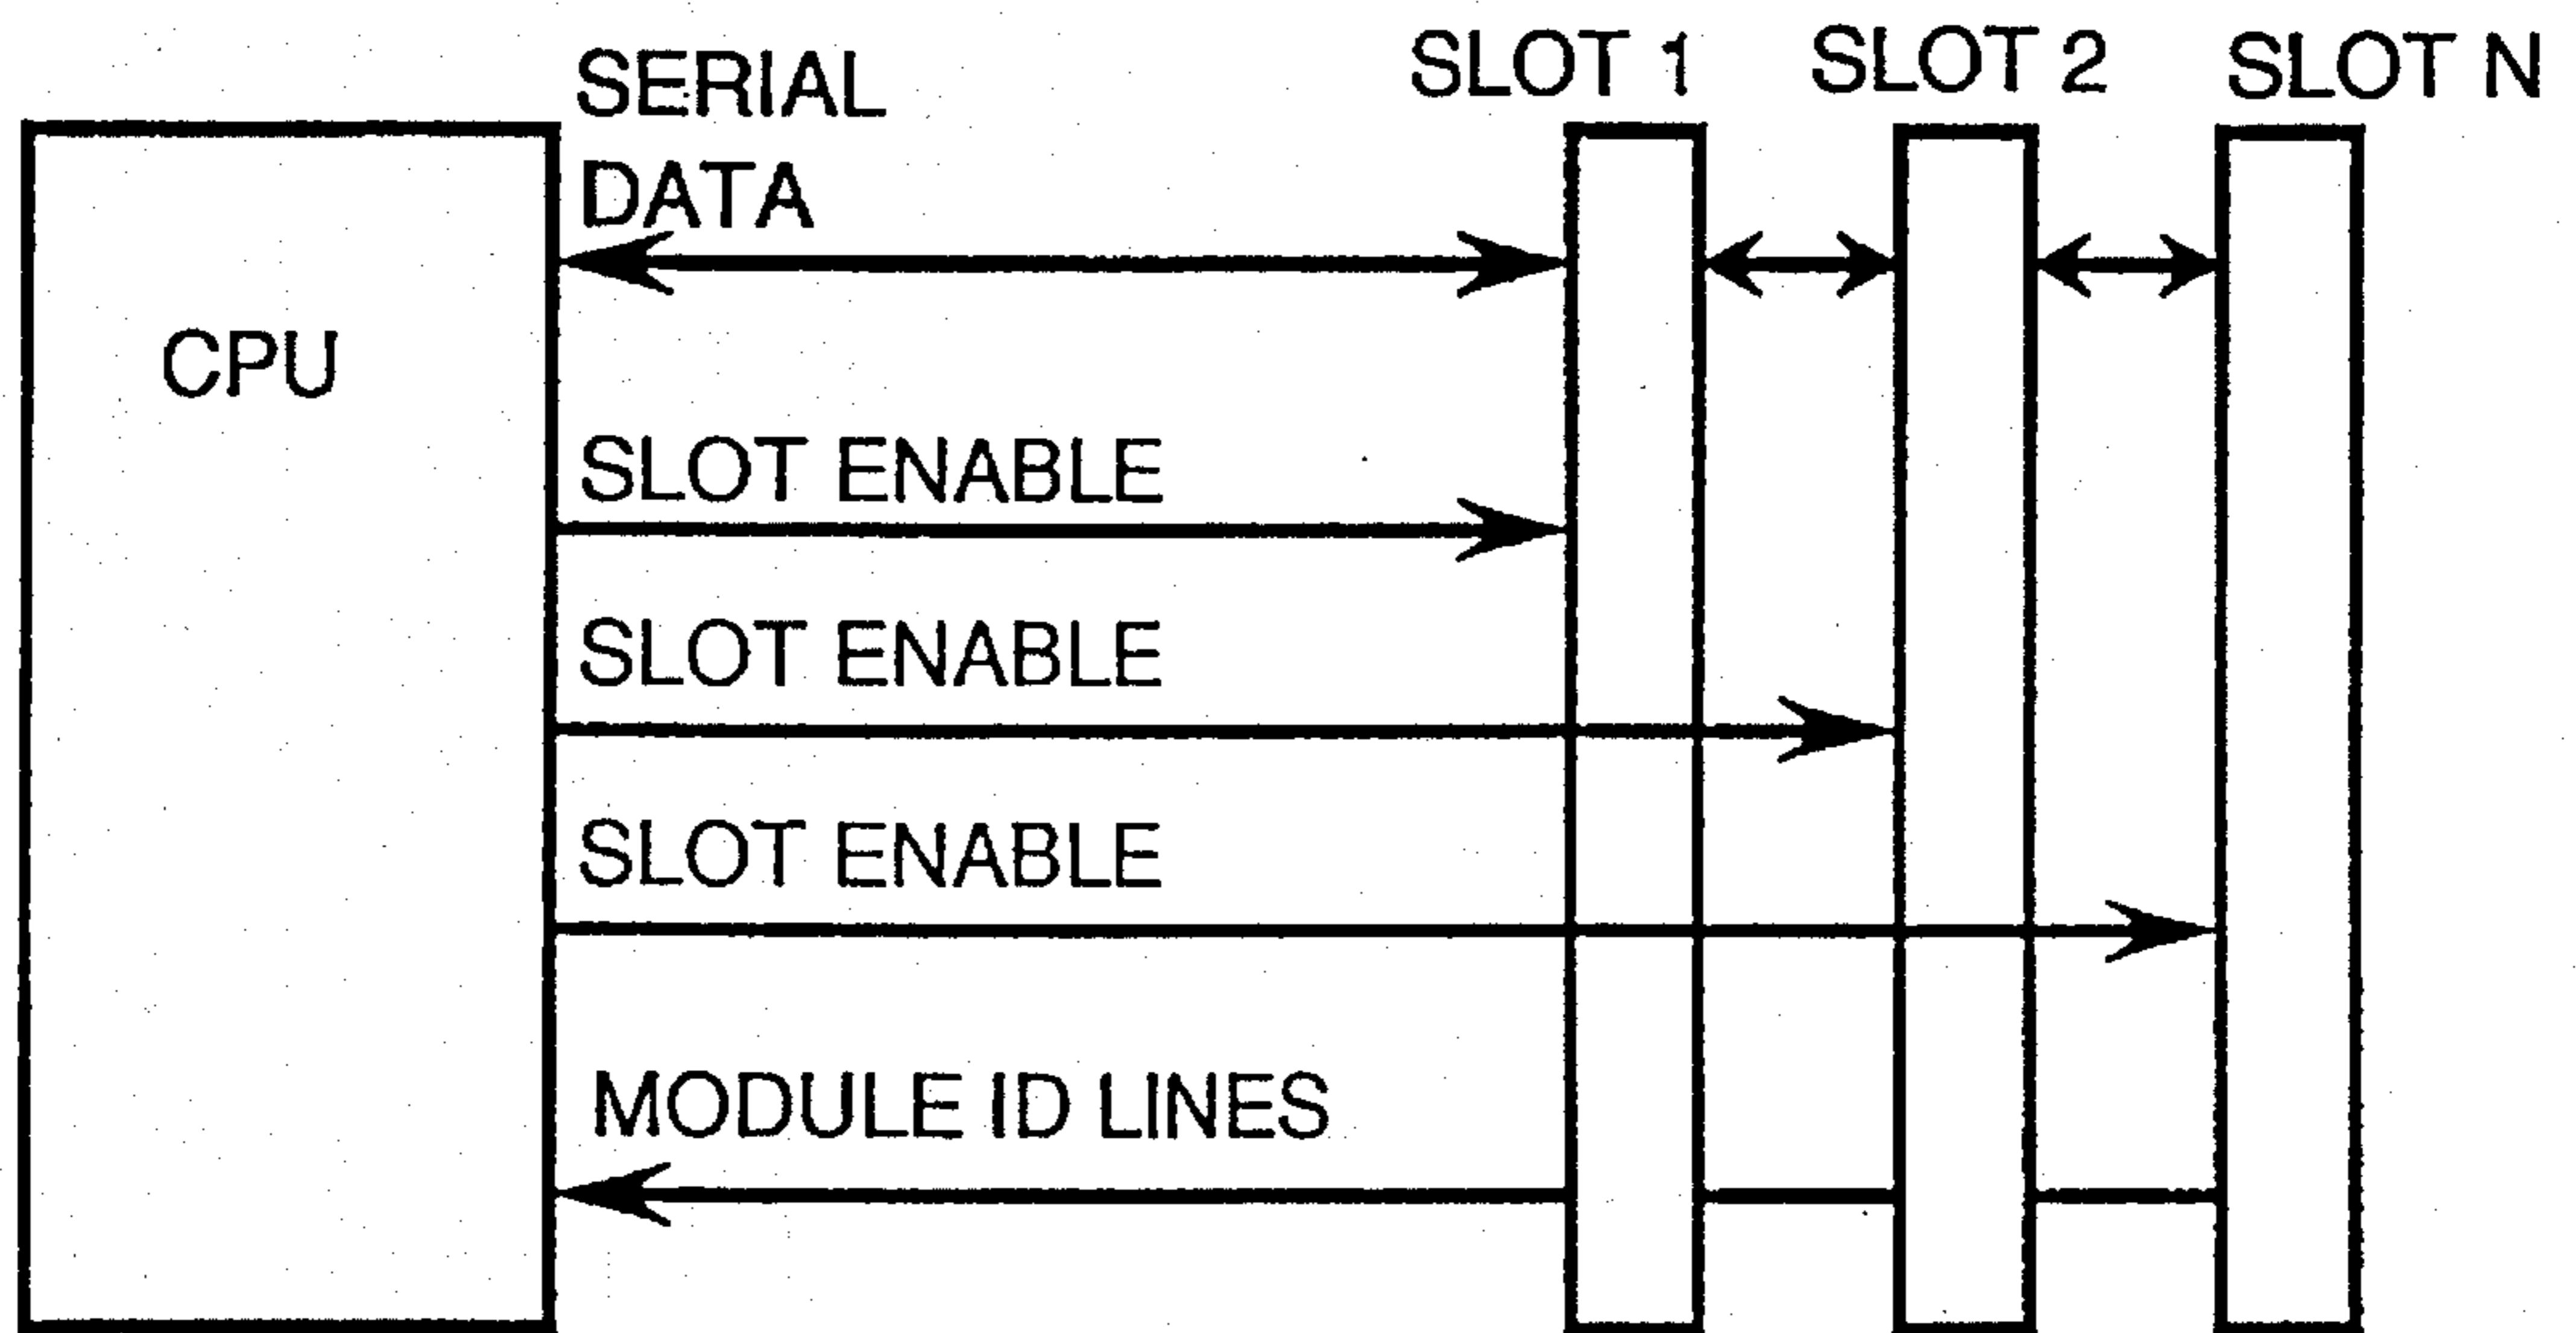 SLOT 1
SLOT 2
SLOT N
SERIAL
DATA
CPU
SLOT ENABLE
SLOT ENABLE
SLOT ENABLE
MODULE ID LINES